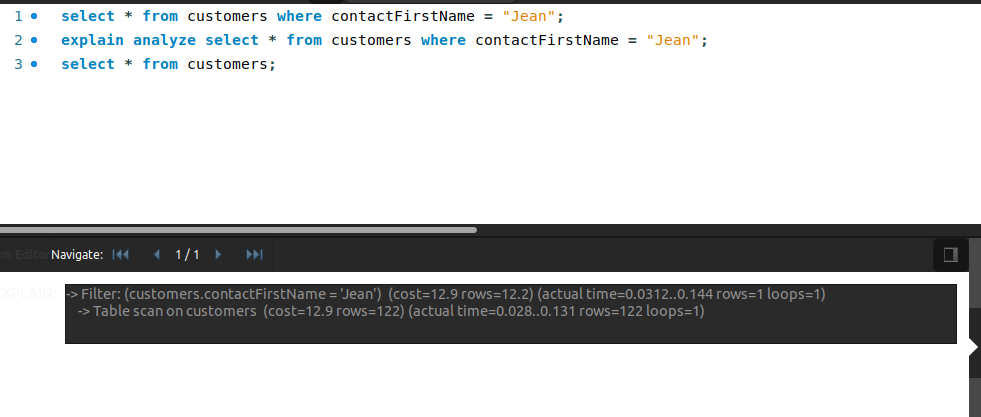 1 select * from customers where contactFirstName = "Jean";
2 explain analyze select * from customers where contactFirstName = "Jean";
3 select * from customers;
m Editor Navigate: 1 / 1
EXPLAIN: -> Filter: (customers.contactFirstName = 'Jean') (cost=12.9 rows=12.2) (actual time=0.0312..0.144 rows=1 loops=1)
-> Table scan on customers (cost=12.9 rows=122) (actual time=0.028..0.131 rows=122 loops=1)